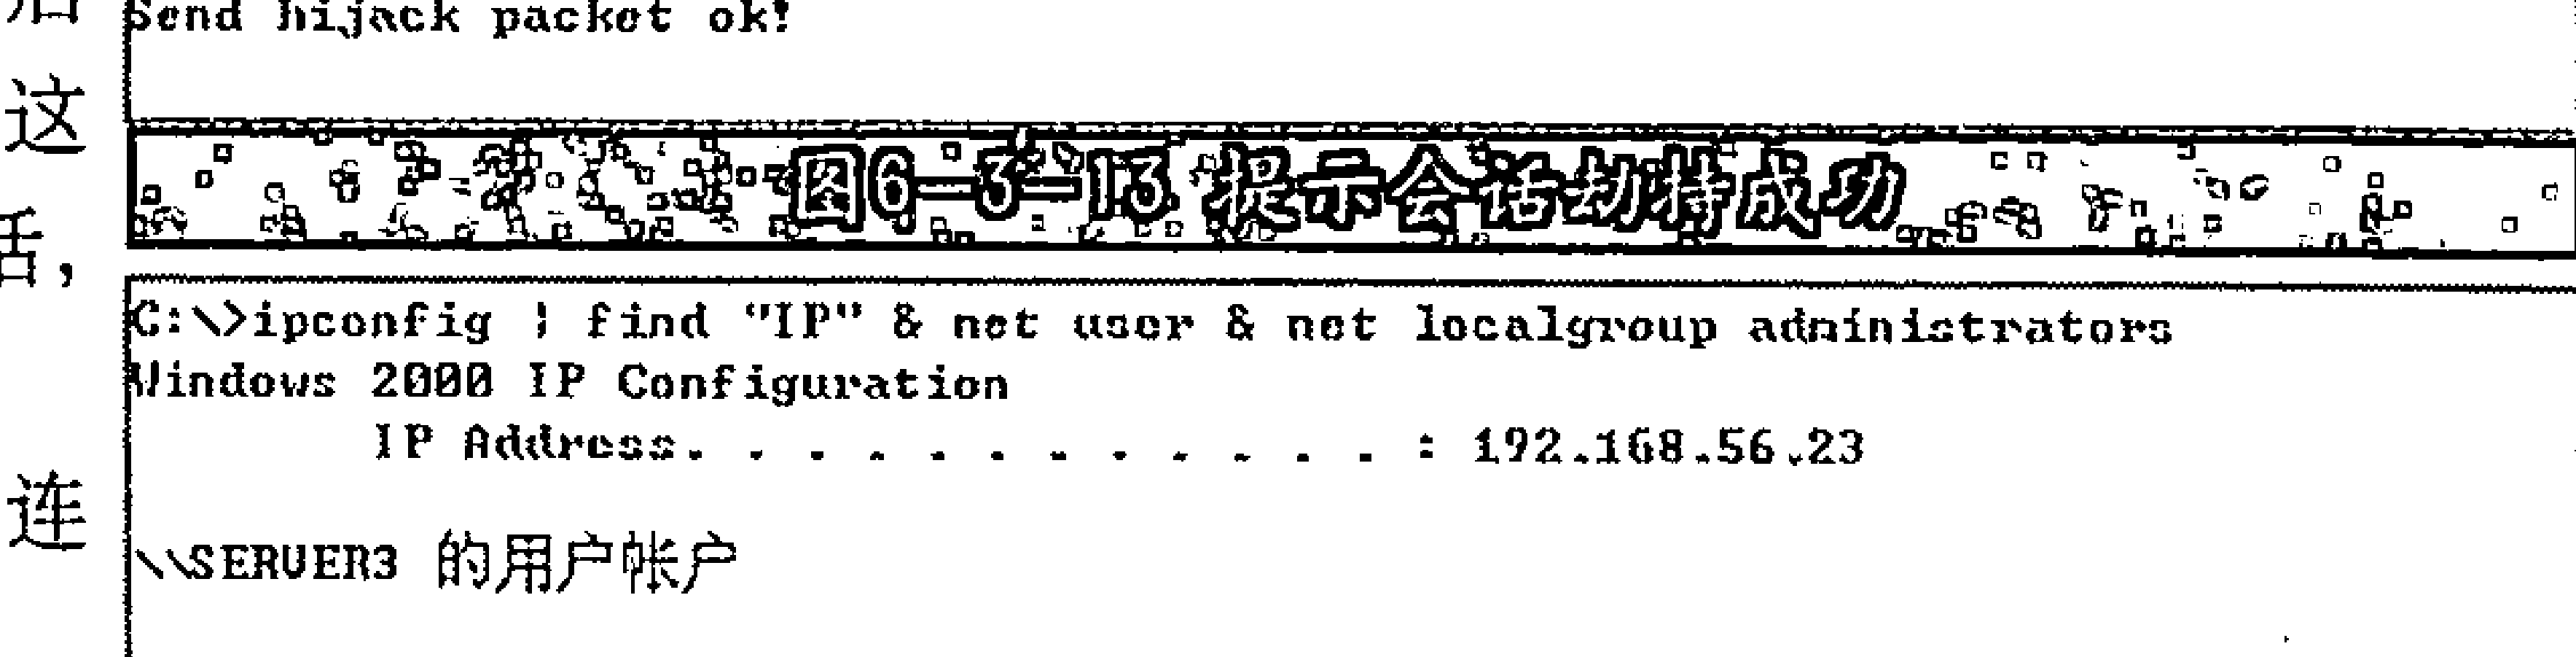 Send hijack packet ok!
这
活,
图6-3-13 提示会话劫持成功
C:\>ipconfig | find "IP" & net user & net localgroup administrators
Windows 2000 IP Configuration
IP Address. . . . . . . . . . . . : 192.168.56.23
连
\\SERVER3 的用户帐户